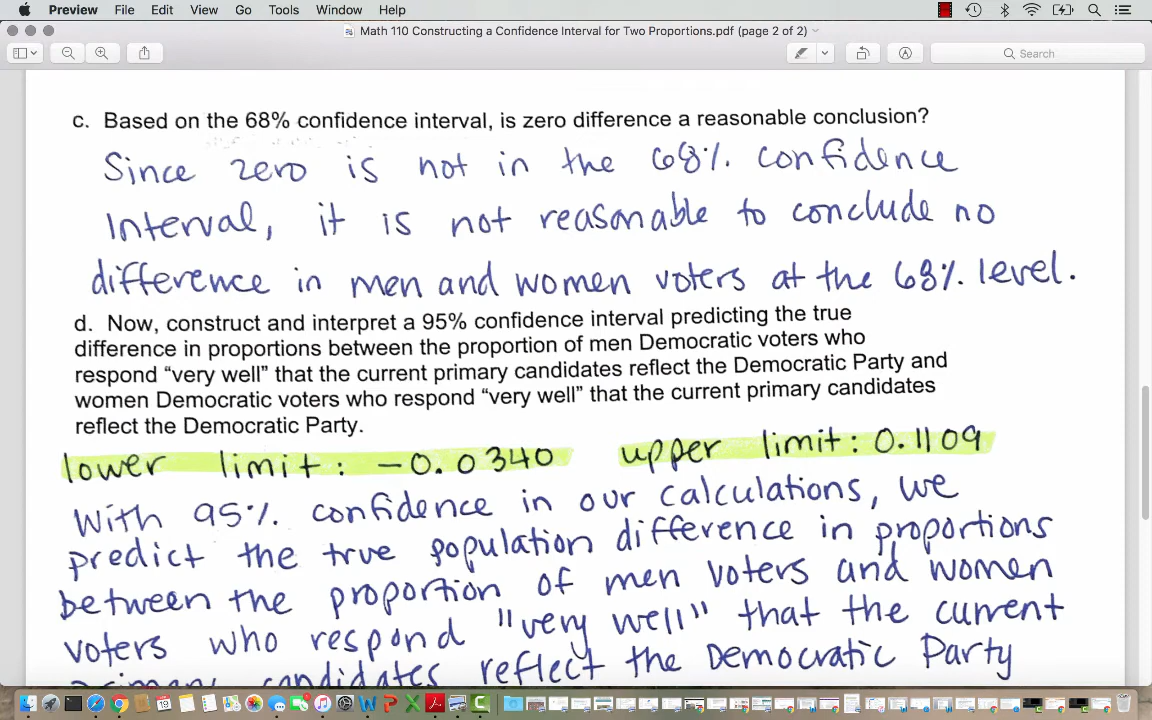 Preview File Edit View Go Tools Window Help
Math 110 Constructing a Confidence Interval for Two Proportions.pdf (page 2 of 2)
Search
c. Based on the 68% confidence interval, is zero difference a reasonable conclusion?
Since zero is not in the 68% confidence
Interval, it is not reasonable to conclude no
difference in men and women voters at the 68% level.
d. Now, construct and interpret a 95% confidence interval predicting the true
difference in proportions between the proportion of men Democratic voters who
respond “very well” that the current primary candidates reflect the Democratic Party and
women Democratic voters who respond “very well” that the current primary candidates
reflect the Democratic Party.
lower limit: -0.0340 upper limit: 0.1109
With 95% confidence in our calculations, we
predict the true population difference in proportions
between the proportion of men voters and women
voters who respond "very well" that the current
primary candidates reflect the Democratic Party